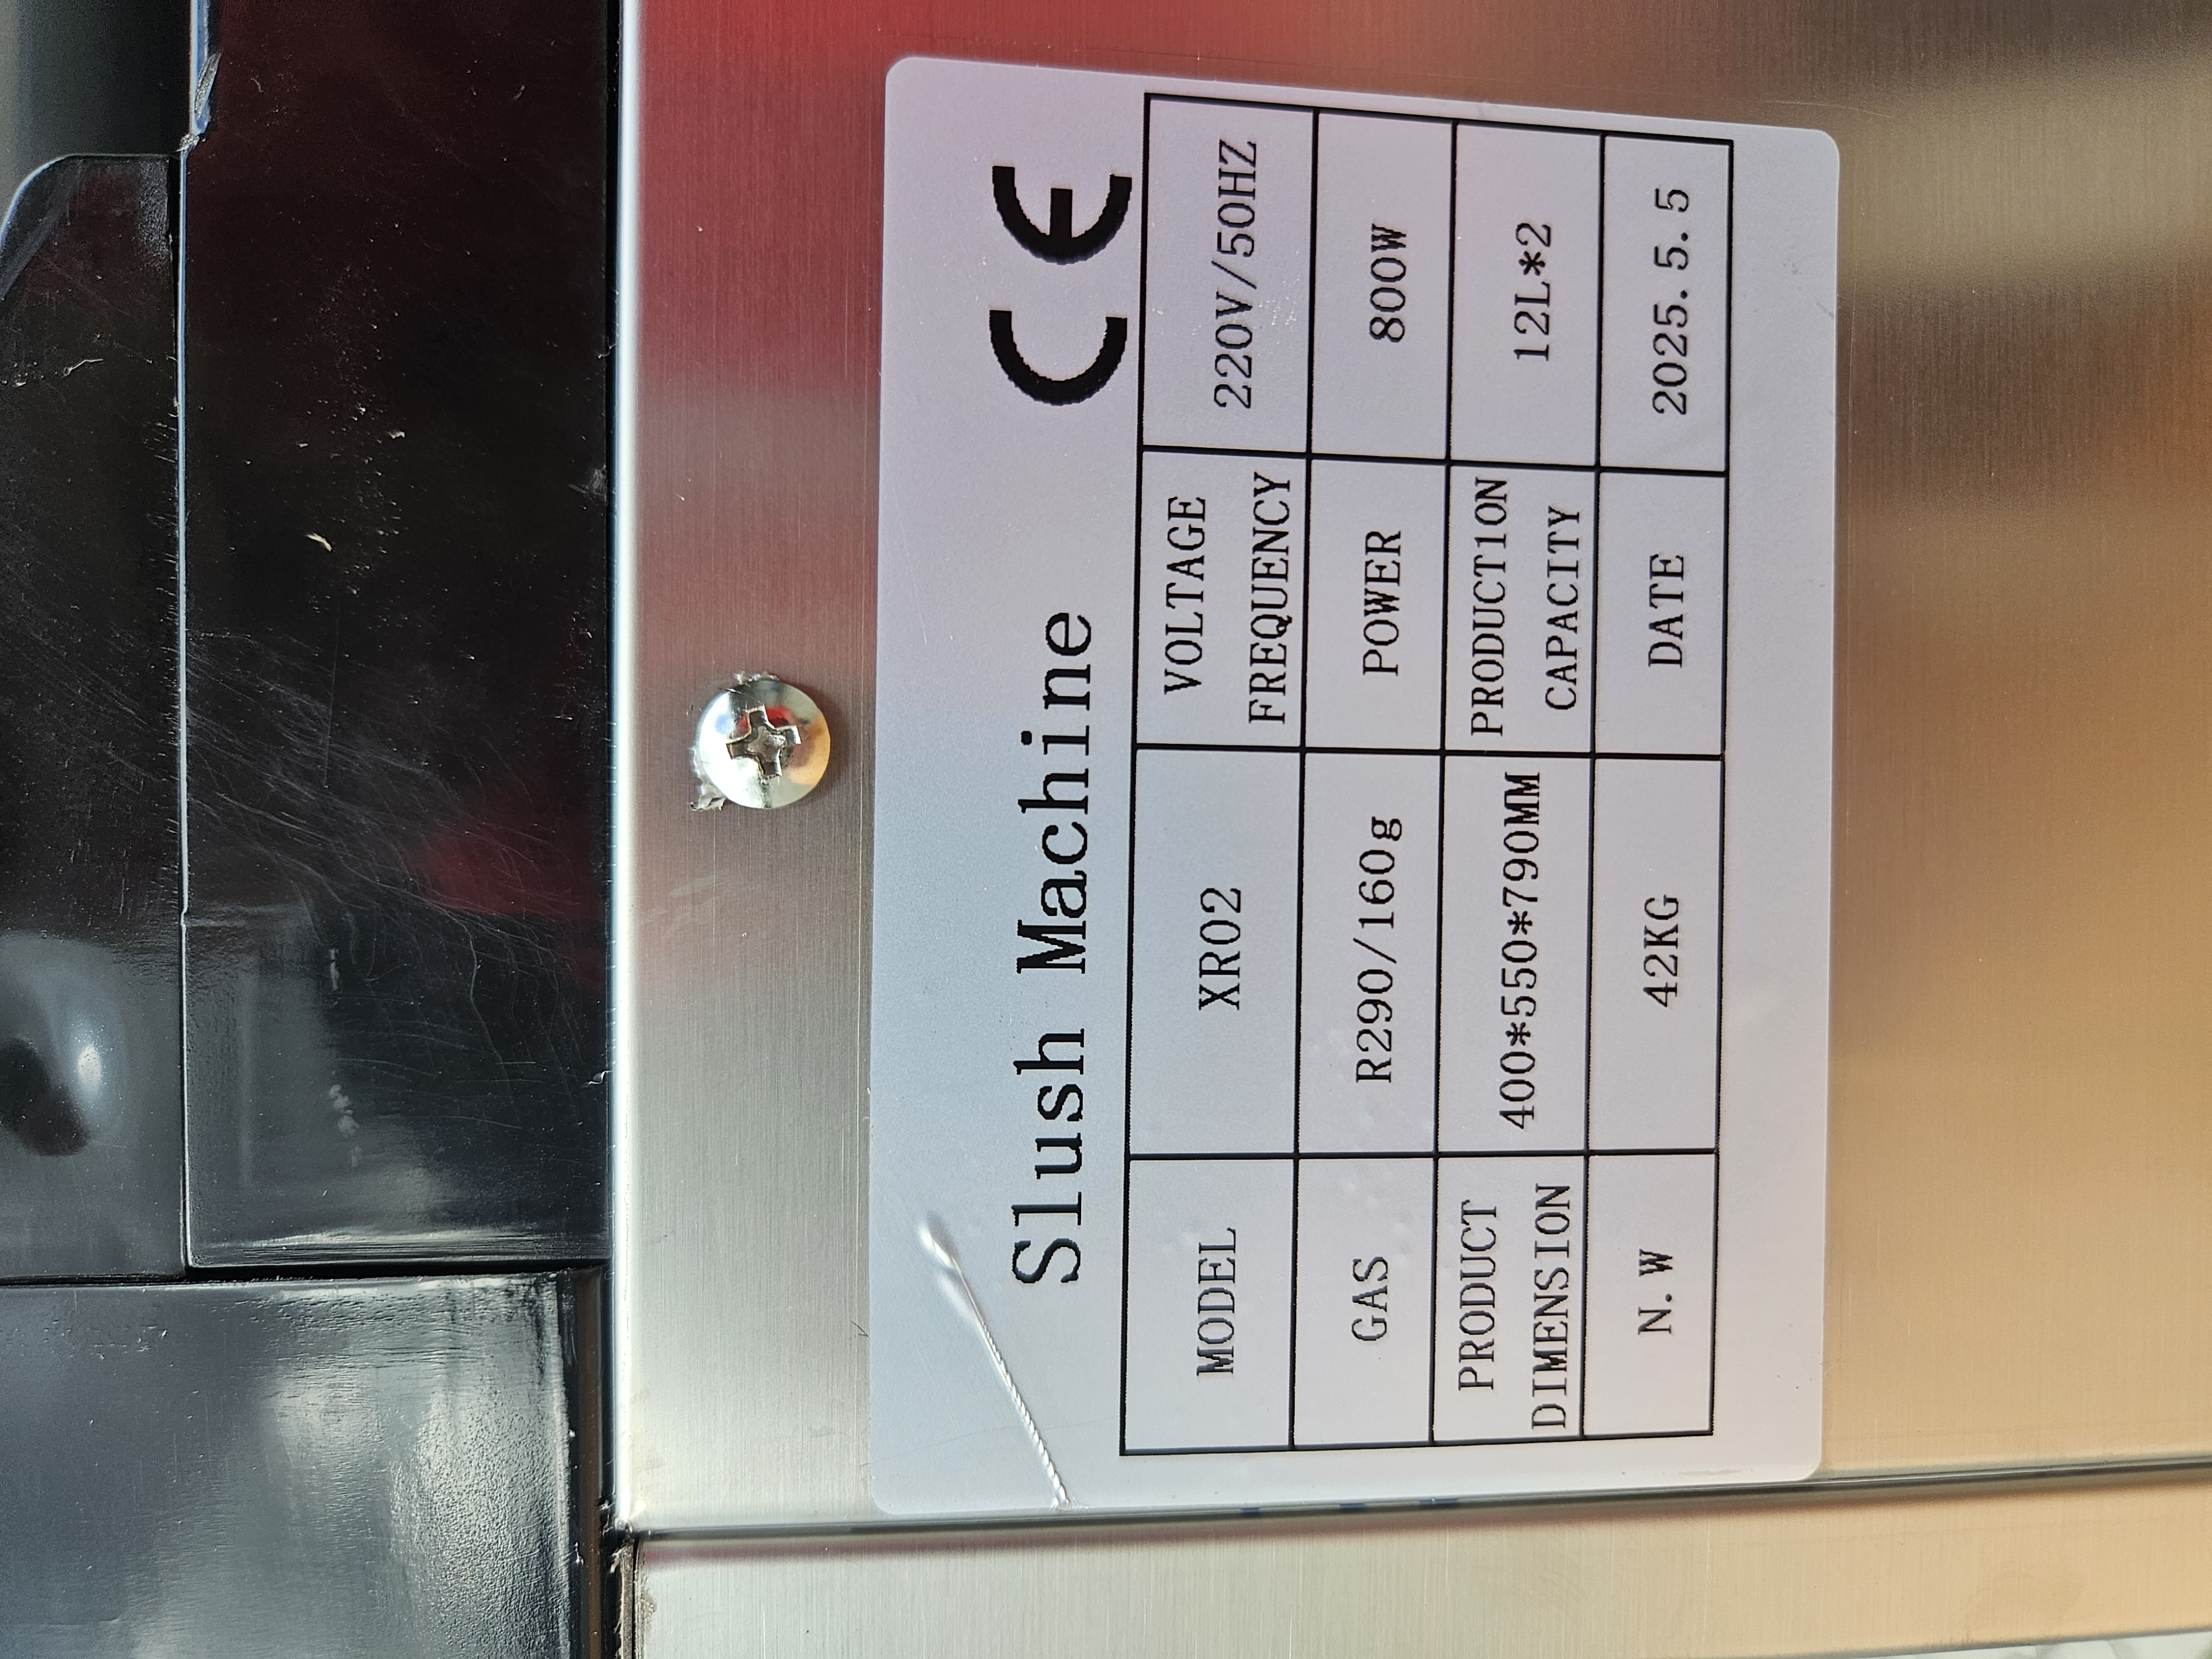 Slush Machine CE
MODEL XR02 VOLTAGE FREQUENCY 220V/50HZ
GAS R290/160g POWER 800W
PRODUCT DIMENSION 400*550*790MM PRODUCT1ON CAPACITY 12L*2
N.W 42KG DATE 2025.5.5